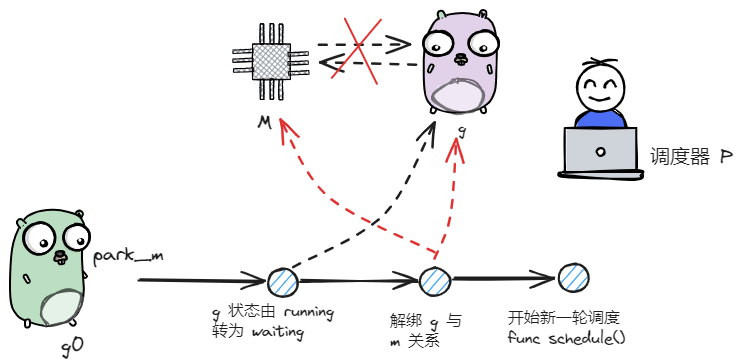 M
g
调度器 P
park_m
g0
g 状态由 running
转为 waiting
解绑 g 与
m 关系
开始新一轮调度
func schedule()